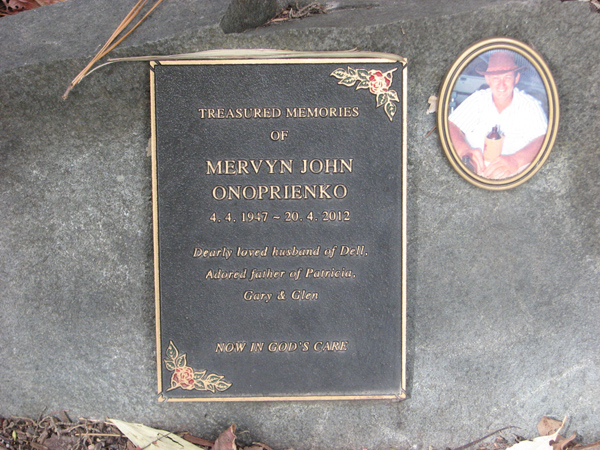 TREASURED MEMORIES
OF
MERVYN JOHN
ONOPRIENKO
4. 4. 1947 ~ 20. 4. 2012
Dearly loved husband of Dell.
Adored father of Patricia,
Gary & Glen
NOW IN GOD'S CARE